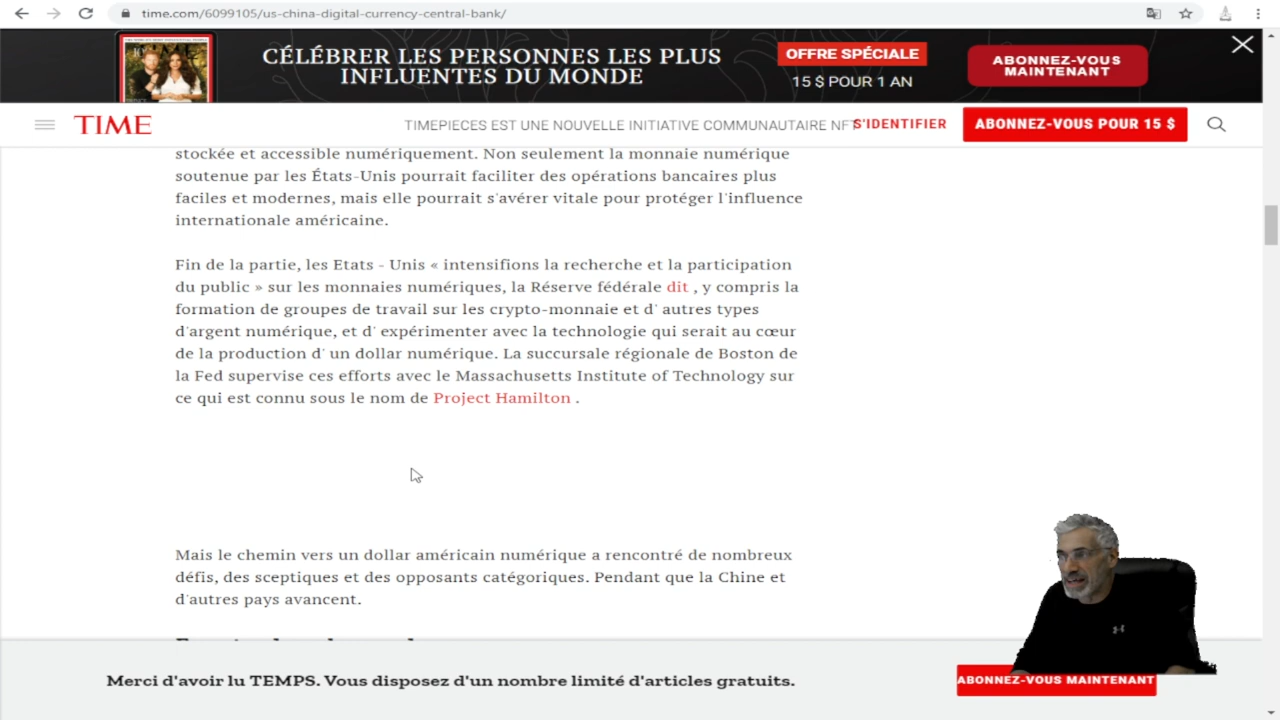 time.com/6099105/us-china-digital-currency-central-bank/
CÉLÉBRER LES PERSONNES LES PLUS
INFLUENTES DU MONDE
OFFRE SPÉCIALE
15 $ POUR 1 AN
ABONNEZ-VOUS
MAINTENANT
TIME
TIMEPIECES EST UNE NOUVELLE INITIATIVE COMMUNAUTAIRE NFT
S'IDENTIFIER
ABONNEZ-VOUS POUR 15 $
stockée et accessible numériquement. Non seulement la monnaie numérique
soutenue par les États-Unis pourrait faciliter des opérations bancaires plus
faciles et modernes, mais elle pourrait s'avérer vitale pour protéger l'influence
internationale américaine.
Fin de la partie, les Etats - Unis « intensifions la recherche et la participation
du public » sur les monnaies numériques, la Réserve fédérale dit , y compris la
formation de groupes de travail sur les crypto-monnaie et d' autres types
d'argent numérique, et d' expérimenter avec la technologie qui serait au cœur
de la production d' un dollar numérique. La succursale régionale de Boston de
la Fed supervise ces efforts avec le Massachusetts Institute of Technology sur
ce qui est connu sous le nom de Project Hamilton .
Mais le chemin vers un dollar américain numérique a rencontré de nombreux
défis, des sceptiques et des opposants catégoriques. Pendant que la Chine et
d'autres pays avancent.
Merci d'avoir lu TEMPS. Vous disposez d'un nombre limité d'articles gratuits.
ABONNEZ-VOUS MAINTENANT